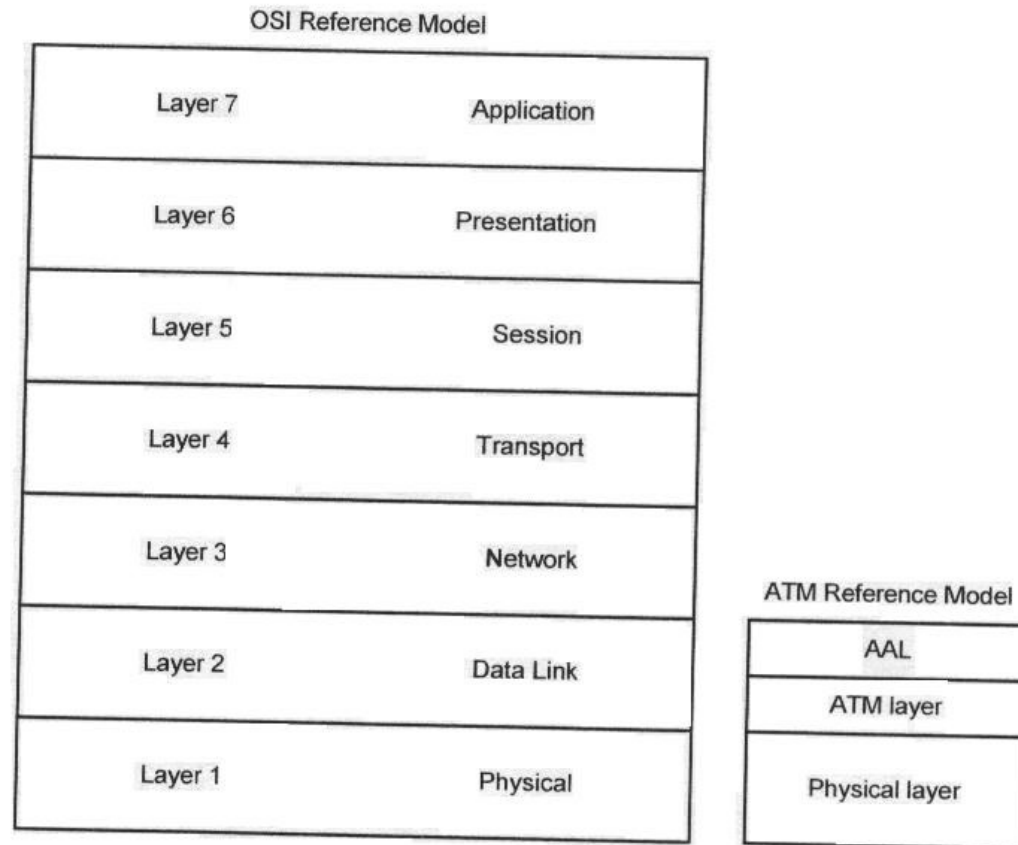 OSI Reference Model
Layer 7 Application
Layer 6 Presentation
Layer 5 Session
Layer 4 Transport
Layer 3 Network
Layer 2 Data Link
Layer 1 Physical
ATM Reference Model
AAL
ATM layer
Physical layer